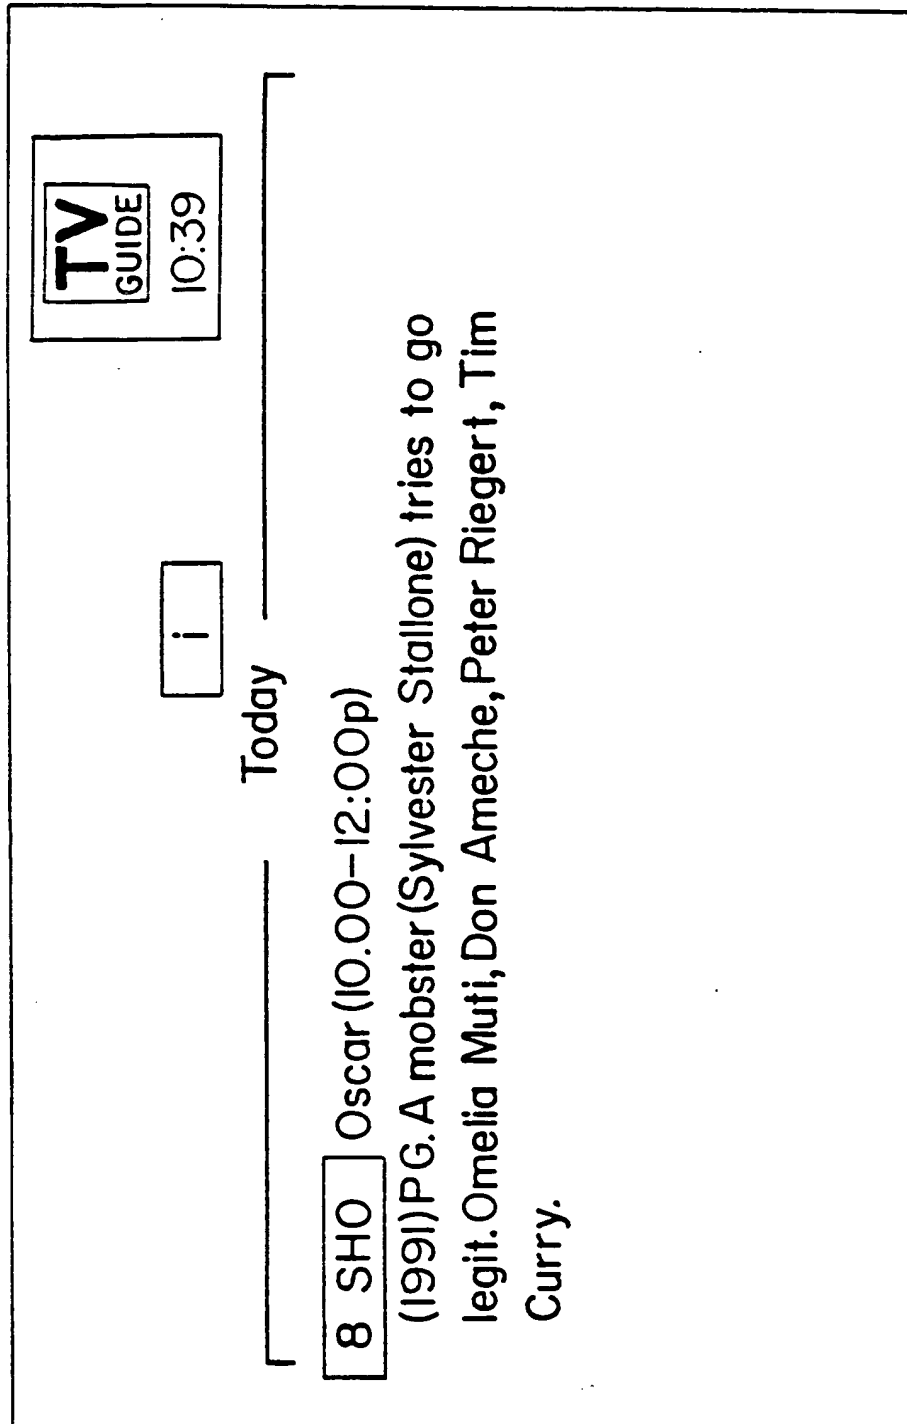 TV
GUIDE
10:39
i
Today
8 SHO Oscar (10.00-12:00p)
(1991) PG. A mobster (Sylvester Stallone) tries to go
legit. Omelia Muti, Don Ameche, Peter Riegert, Tim
Curry.